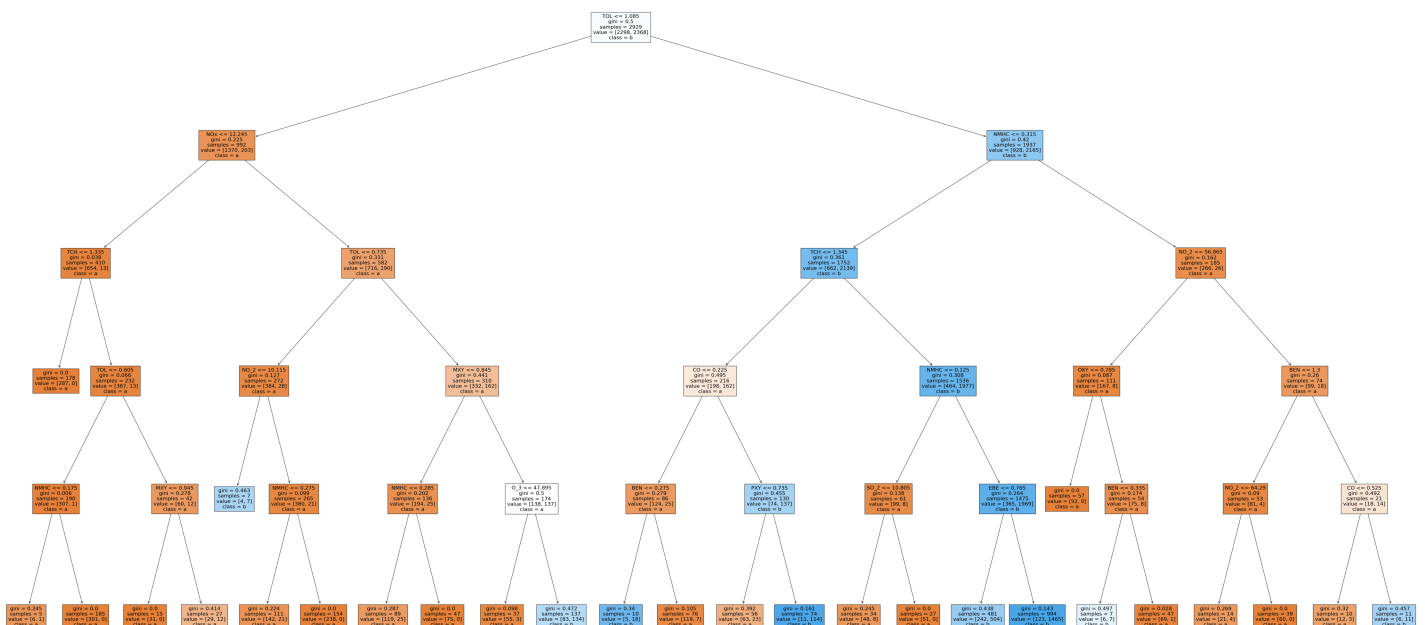 TOL <= 1.085
gini = 0.5
samples = 2929
value = [2298, 2368]
class = b
NOx <= 12.245
gini = 0.225
samples = 992
value = [1370, 203]
class = a
NMHC <= 0.315
gini = 0.42
samples = 1937
value = [928, 2165]
class = b
TCH <= 1.335
gini = 0.038
samples = 410
value = [654, 13]
class = a
TOL <= 0.735
gini = 0.331
samples = 582
value = [716, 190]
class = a
TCH <= 1.345
gini = 0.361
samples = 1752
value = [662, 2139]
class = b
NO_2 <= 56.865
gini = 0.162
samples = 185
value = [266, 26]
class = a
gini = 0.0
samples = 178
value = [287, 0]
class = a
TOL <= 0.605
gini = 0.066
samples = 232
value = [367, 13]
class = a
NO_2 <= 10.115
gini = 0.127
samples = 272
value = [384, 28]
class = a
MXY <= 0.845
gini = 0.441
samples = 310
value = [332, 162]
class = a
CO <= 0.225
gini = 0.495
samples = 216
value = [198, 162]
class = a
NMHC <= 0.125
gini = 0.308
samples = 1536
value = [464, 1977]
class = b
OXY <= 0.785
gini = 0.087
samples = 111
value = [167, 8]
class = a
BEN <= 1.3
gini = 0.26
samples = 74
value = [99, 18]
class = a
NMHC <= 0.175
gini = 0.006
samples = 190
value = [307, 1]
class = a
MXY <= 0.945
gini = 0.278
samples = 42
value = [60, 12]
class = a
gini = 0.463
samples = 7
value = [4, 7]
class = b
NMHC <= 0.275
gini = 0.099
samples = 265
value = [380, 21]
class = a
NMHC <= 0.285
gini = 0.202
samples = 136
value = [194, 25]
class = a
O_3 <= 47.895
gini = 0.5
samples = 174
value = [138, 137]
class = a
BEN <= 0.275
gini = 0.279
samples = 86
value = [124, 25]
class = a
PXY <= 0.735
gini = 0.455
samples = 130
value = [74, 137]
class = b
SO_2 <= 10.805
gini = 0.138
samples = 61
value = [99, 8]
class = a
EBE <= 0.765
gini = 0.264
samples = 1475
value = [365, 1969]
class = b
gini = 0.0
samples = 57
value = [92, 0]
class = a
BEN <= 0.335
gini = 0.174
samples = 54
value = [75, 8]
class = a
NO_2 <= 64.29
gini = 0.09
samples = 53
value = [81, 4]
class = a
CO <= 0.525
gini = 0.492
samples = 21
value = [18, 14]
class = a
gini = 0.245
samples = 5
value = [6, 1]
gini = 0.0
samples = 185
value = [301, 0]
gini = 0.0
samples = 15
value = [31, 0]
gini = 0.414
samples = 27
value = [29, 12]
gini = 0.224
samples = 111
value = [142, 21]
gini = 0.0
samples = 154
value = [238, 0]
gini = 0.287
samples = 89
value = [119, 25]
gini = 0.0
samples = 47
value = [75, 0]
gini = 0.098
samples = 37
value = [55, 3]
gini = 0.472
samples = 137
value = [83, 134]
gini = 0.34
samples = 10
value = [5, 18]
gini = 0.105
samples = 76
value = [119, 7]
gini = 0.392
samples = 56
value = [63, 23]
gini = 0.161
samples = 74
value = [11, 114]
gini = 0.245
samples = 34
value = [48, 8]
gini = 0.0
samples = 27
value = [51, 0]
gini = 0.438
samples = 481
value = [242, 504]
gini = 0.143
samples = 994
value = [123, 1465]
gini = 0.497
samples = 7
value = [6, 7]
gini = 0.028
samples = 47
value = [69, 1]
gini = 0.269
samples = 14
value = [21, 4]
gini = 0.0
samples = 39
value = [60, 0]
gini = 0.32
samples = 10
value = [12, 3]
gini = 0.457
samples = 11
value = [6, 11]